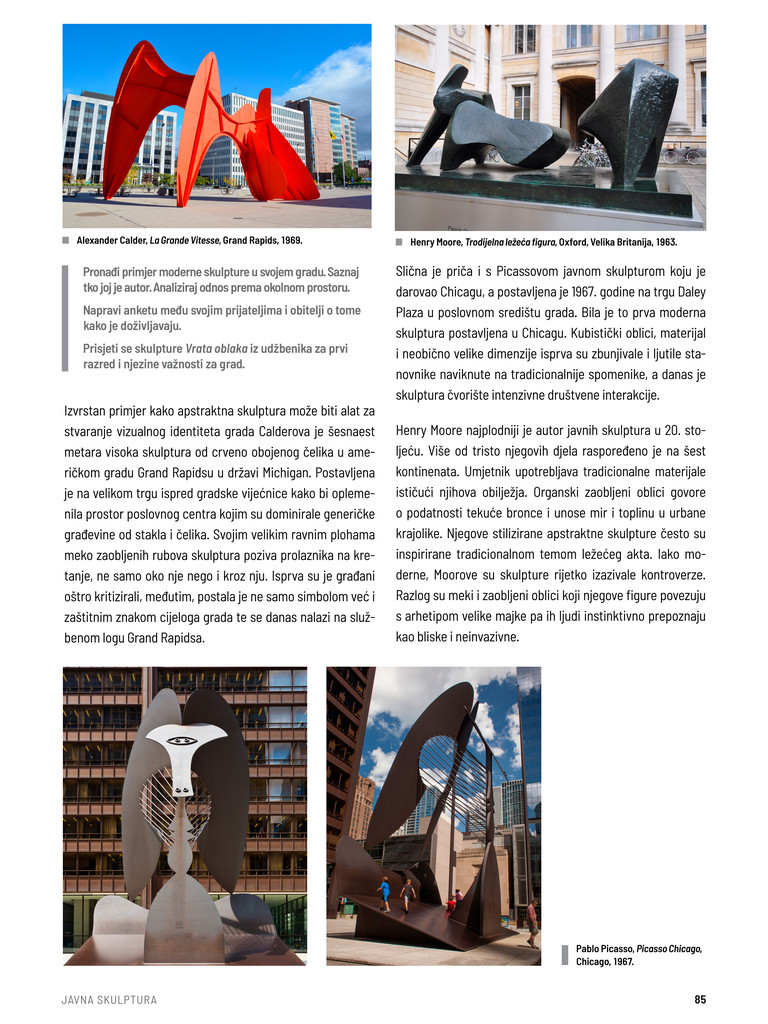 Alexander Calder, La Grande Vitesse, Grand Rapids, 1969.
Henry Moore, Trodijelna ležeća figura, Oxford, Velika Britanija, 1963.
Pronađi primjer moderne skulpture u svojem gradu. Saznaj
tko joj je autor. Analiziraj odnos prema okolnom prostoru.
Napravi anketu među svojim prijateljima i obitelji o tome
kako je doživljavaju.
Prisjeti se skulpture Vrata oblaka iz udžbenika za prvi
razred i njezine važnosti za grad.
Izvrstan primjer kako apstraktna skulptura može biti alat za
stvaranje vizualnog identiteta grada Calderova je šesnaest
metara visoka skulptura od crveno obojenog čelika u ame-
ričkom gradu Grand Rapidsu u državi Michigan. Postavljena
je na velikom trgu ispred gradske vijećnice kako bi opleme-
nila prostor poslovnog centra kojim su dominirale generičke
građevine od stakla i čelika. Svojim velikim ravnim plohama
meko zaobljenih rubova skulptura poziva prolaznika na kre-
tanje, ne samo oko nje nego i kroz nju. Isprva su je građani
oštro kritizirali, međutim, postala je ne samo simbolom već i
zaštitnim znakom cijeloga grada te se danas nalazi na služ-
benom logu Grand Rapidsa.
Slična je priča i s Picassovom javnom skulpturom koju je
darovao Chicagu, a postavljena je 1967. godine na trgu Daley
Plaza u poslovnom središtu grada. Bila je to prva moderna
skulptura postavljena u Chicagu. Kubistički oblici, materijal
i neobično velike dimenzije isprva su zbunjivale i ljutile sta-
novnike naviknute na tradicionalnije spomenike, a danas je
skulptura čvorište intenzivne društvene interakcije.
Henry Moore najplodniji je autor javnih skulptura u 20. sto-
ljeću. Više od tristo njegovih djela raspoređeno je na šest
kontinenata. Umjetnik upotrebljava tradicionalne materijale
ističući njihova obilježja. Organski zaobljeni oblici govore
o podatnosti tekuće bronce i unose mir i toplinu u urbane
krajolike. Njegove stilizirane apstraktne skulpture često su
inspirirane tradicionalnom temom ležećeg akta. Iako mo-
derne, Moorove su skulpture rijetko izazivale kontroverze.
Razlog su meki i zaobljeni oblici koji njegove figure povezuju
s arhetipom velike majke pa ih ljudi instinktivno prepoznaju
kao bliske i neinvazivne.
Pablo Picasso, Picasso Chicago,
Chicago, 1967.
JAVNA SKULPTURA
85